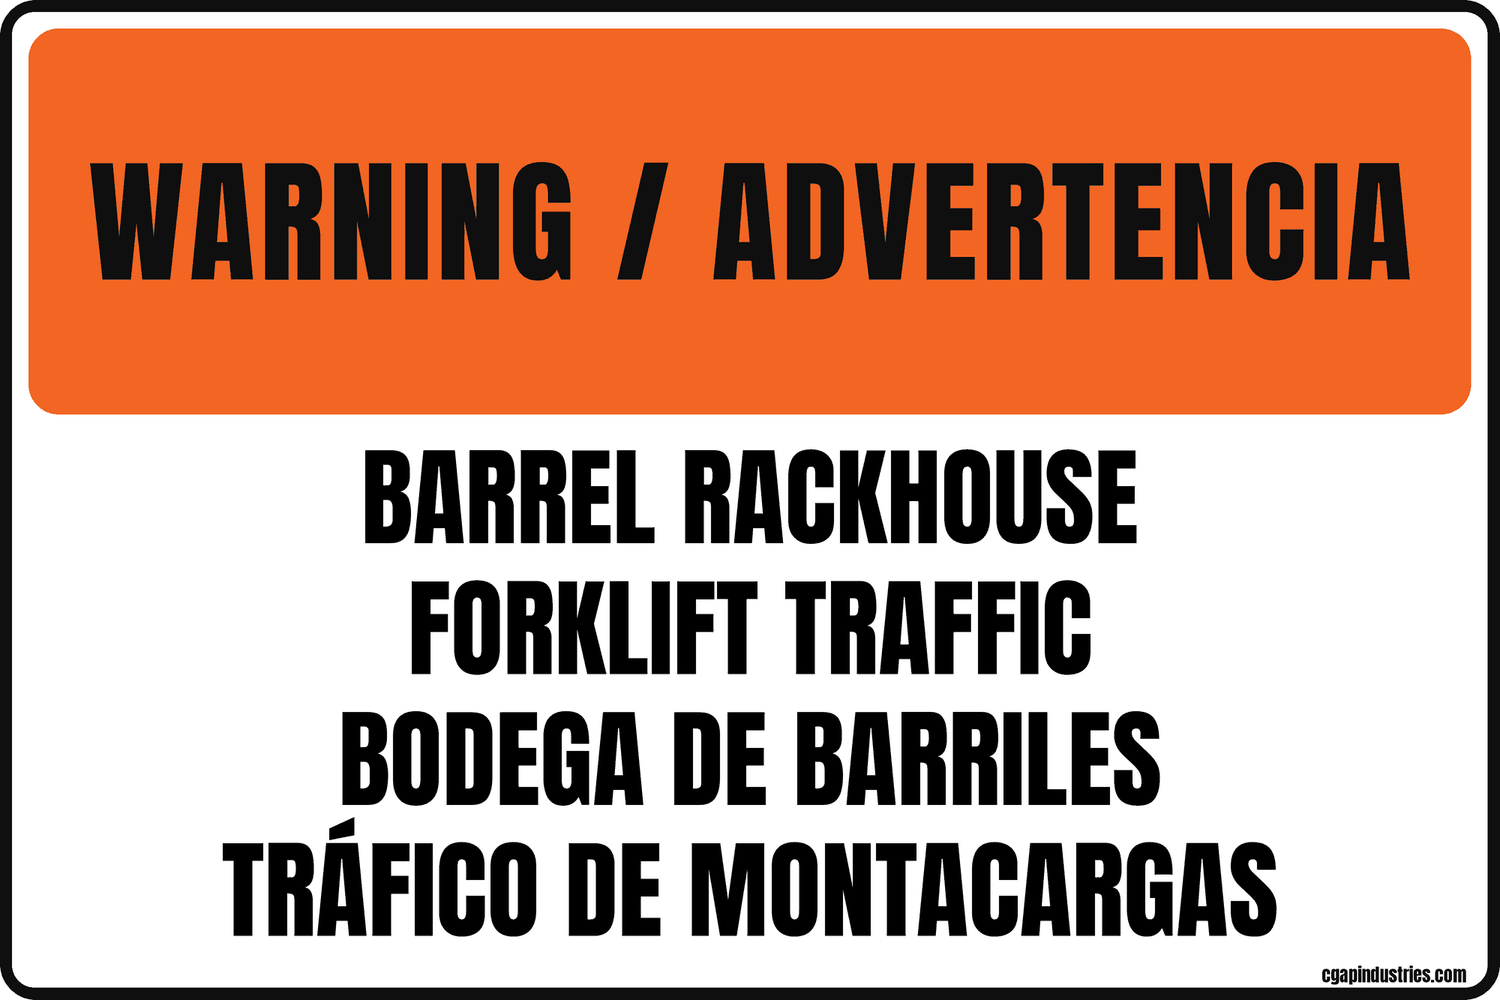 WARNING / ADVERTENCIA
BARREL RACKHOUSE
FORKLIFT TRAFFIC
BODEGA DE BARRILES
TRÁFICO DE MONTACARGAS
cgapindustries.com